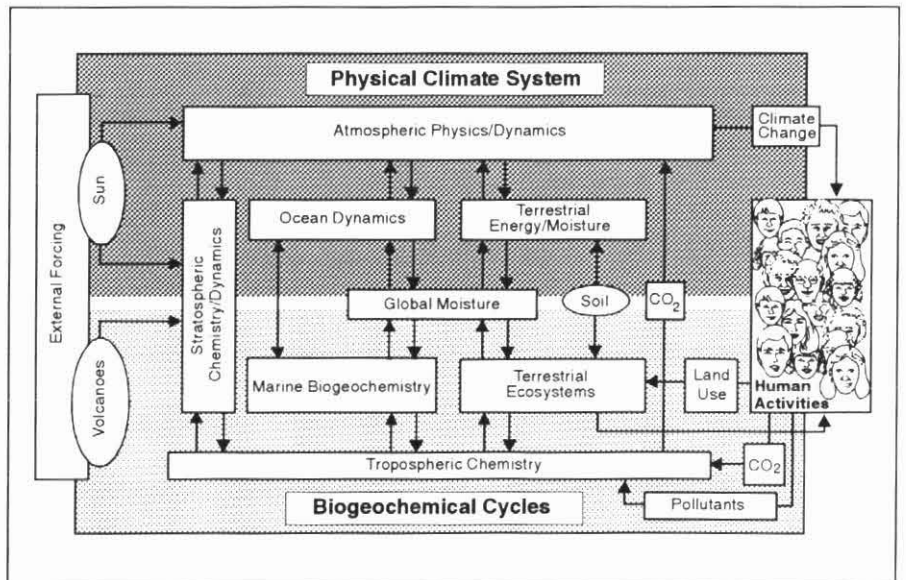 Physical Climate System
Atmospheric Physics/Dynamics
Climate
Change
External Forcing
Sun
Ocean Dynamics
Terrestrial
Energy/Moisture
Stratospheric
Chemistry/Dynamics
Global Moisture
Soil
CO2
Volcanoes
Marine Biogeochemistry
Terrestrial
Ecosystems
Land
Use
Human
Activities
Tropospheric Chemistry
CO2
Biogeochemical Cycles
Pollutants